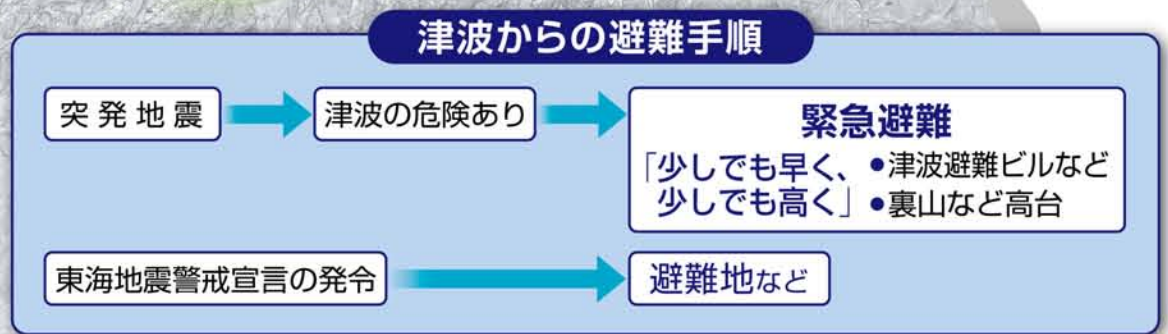 津波からの避難手順
突発地震
津波の危険あり
緊急避難
「少しでも早く、
少しでも高く」
●津波避難ビルなど
●裏山など高台
東海地震警戒宣言の発令
避難地など